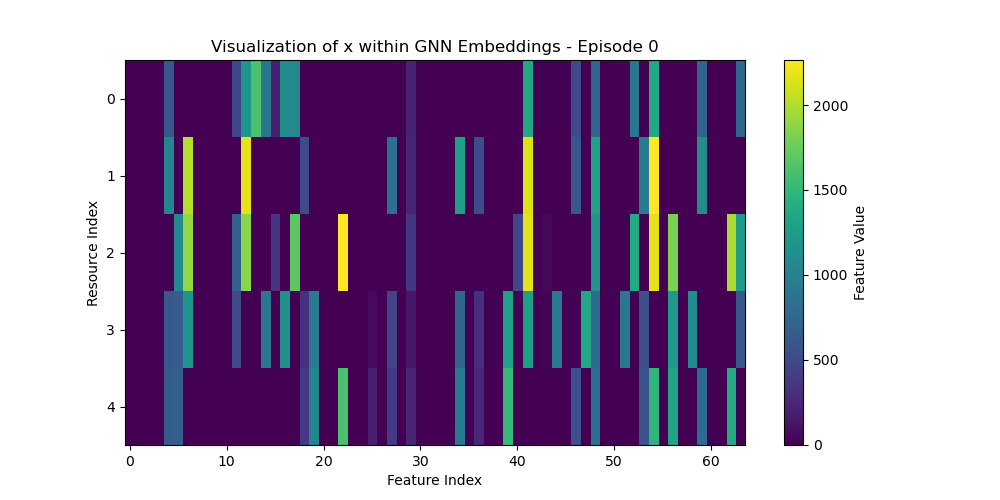 Visualization of x within GNN Embeddings - Episode 0
Resource Index
0
1
2
3
4
0 10 20 30 40 50 60
Feature Index
2000
1500
1000
500
0
Feature Value